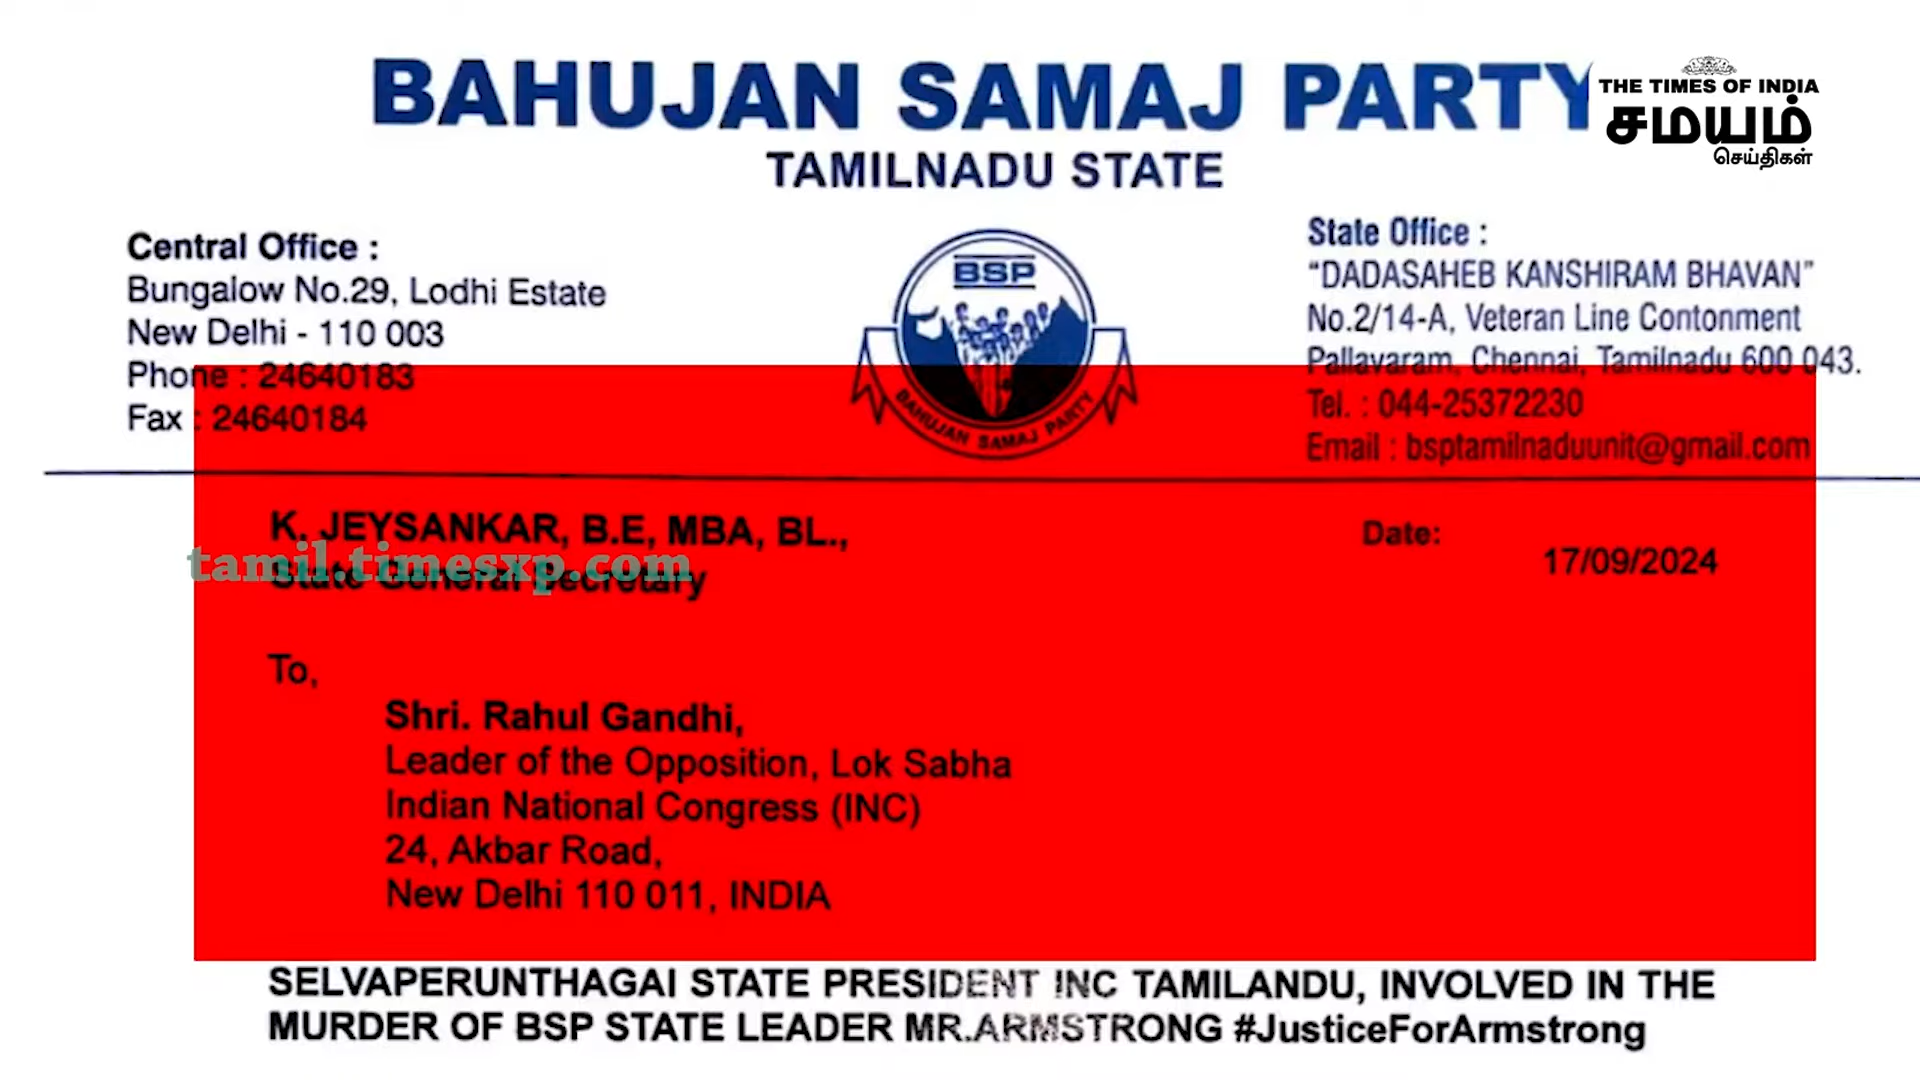 BAHUJAN SAMAJ PARTY
THE TIMES OF INDIA
சமயம்
செய்திகள்
TAMILNADU STATE
Central Office :
Bungalow No.29, Lodhi Estate
New Delhi - 110 003
Phone : 24640183
Fax : 24640184
BSP
BAHUJAN SAMAJ PARTY
State Office :
“DADASAHEB KANSHIRAM BHAVAN”
No.2/14-A, Veteran Line Contonment
Pallavaram, Chennai, Tamilnadu 600 043.
Tel. : 044-25372230
Email : bsptamilnaduunit@gmail.com
K. JEYSANKAR, B.E, MBA, BL.,
State General Secretary
tamil.timesxp.com
Date:
17/09/2024
To,
Shri. Rahul Gandhi,
Leader of the Opposition, Lok Sabha
Indian National Congress (INC)
24, Akbar Road,
New Delhi 110 011, INDIA
SELVAPERUNTHAGAI STATE PRESIDENT INC TAMILANDU, INVOLVED IN THE
MURDER OF BSP STATE LEADER MR.ARMSTRONG #JusticeForArmstrong